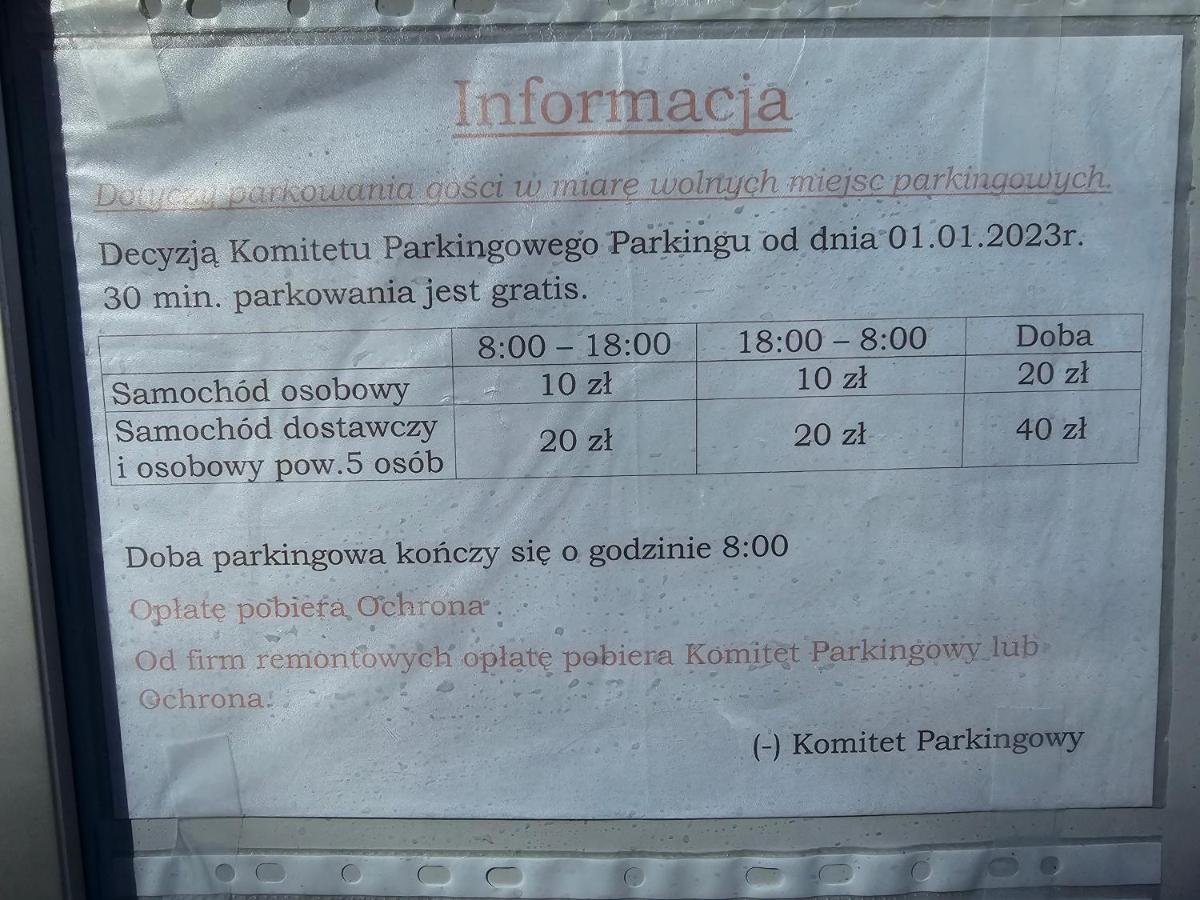 Informacja
Dotyczy parkowania gości w miarę wolnych miejsc parkingowych.
Decyzją Komitetu Parkingowego Parkingu od dnia 01.01.2023r.
30 min. parkowania jest gratis.
8:00 – 18:00 18:00 – 8:00 Doba
Samochód osobowy 10 zł 10 zł 20 zł
Samochód dostawczy
i osobowy pow.5 osób 20 zł 20 zł 40 zł
Doba parkingowa kończy się o godzinie 8:00
Opłatę pobiera Ochrona .
Od firm remontowych opłatę pobiera Komitet Parkingowy lub
Ochrona.
(-) Komitet Parkingowy